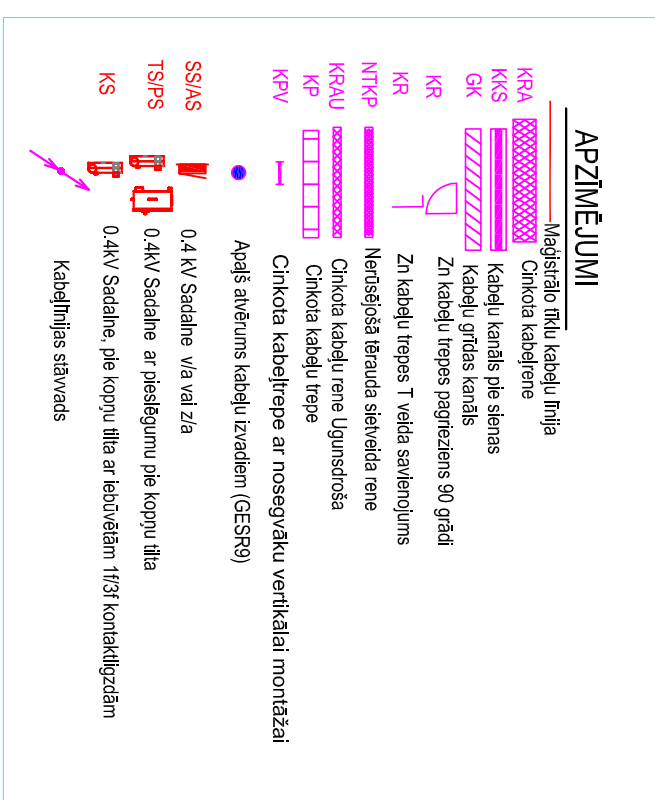 APZĪMĒJUMI
Maģistrālo tīklu kabeļu līnija
KRA Cinkota kabeļrene
KKS Kabeļu kanāls pie sienas
GK Kabeļu grīdas kanāls
KR Zn kabeļu trepes pagrieziens 90 grādi
KR Zn kabeļu trepes T veida savienojums
NTKP Nerūsējošā tērauda sietveida rene
KRAU Cinkota kabeļu rene Ugunsdroša
KP Cinkota kabeļu trepe
KPV Cinkota kabeļtrepe ar nosegvāku vertikālai montāžai
Apaļš atvērums kabeļu izvadiem (GESR9)
SS/AS 0.4 kV Sadalne v/a vai z/a
TS/PS 0.4kV Sadalne ar pieslēgumu pie kopņu tilta
KS 0.4kV Sadalne, pie kopņu tilta ar iebūvētām 1f/3f kontaktligzdām
Kabeļlīnijas stāvvads